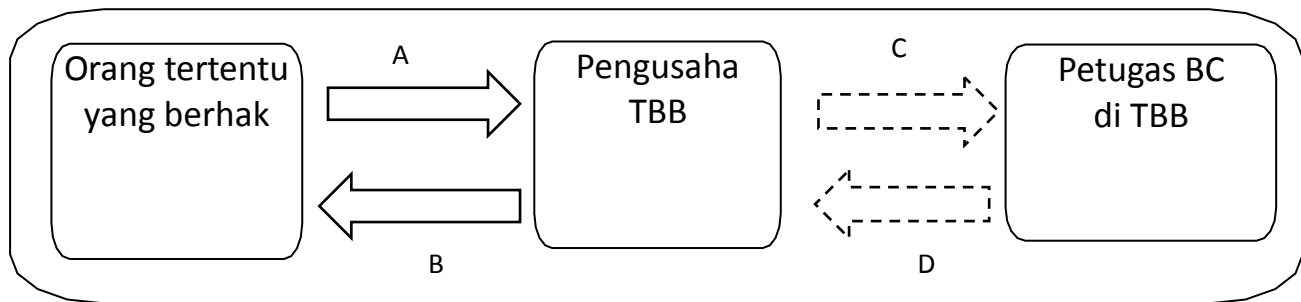 Orang tertentu
yang berhak
A
B
Pengusaha
TBB
C
D
Petugas BC
di TBB